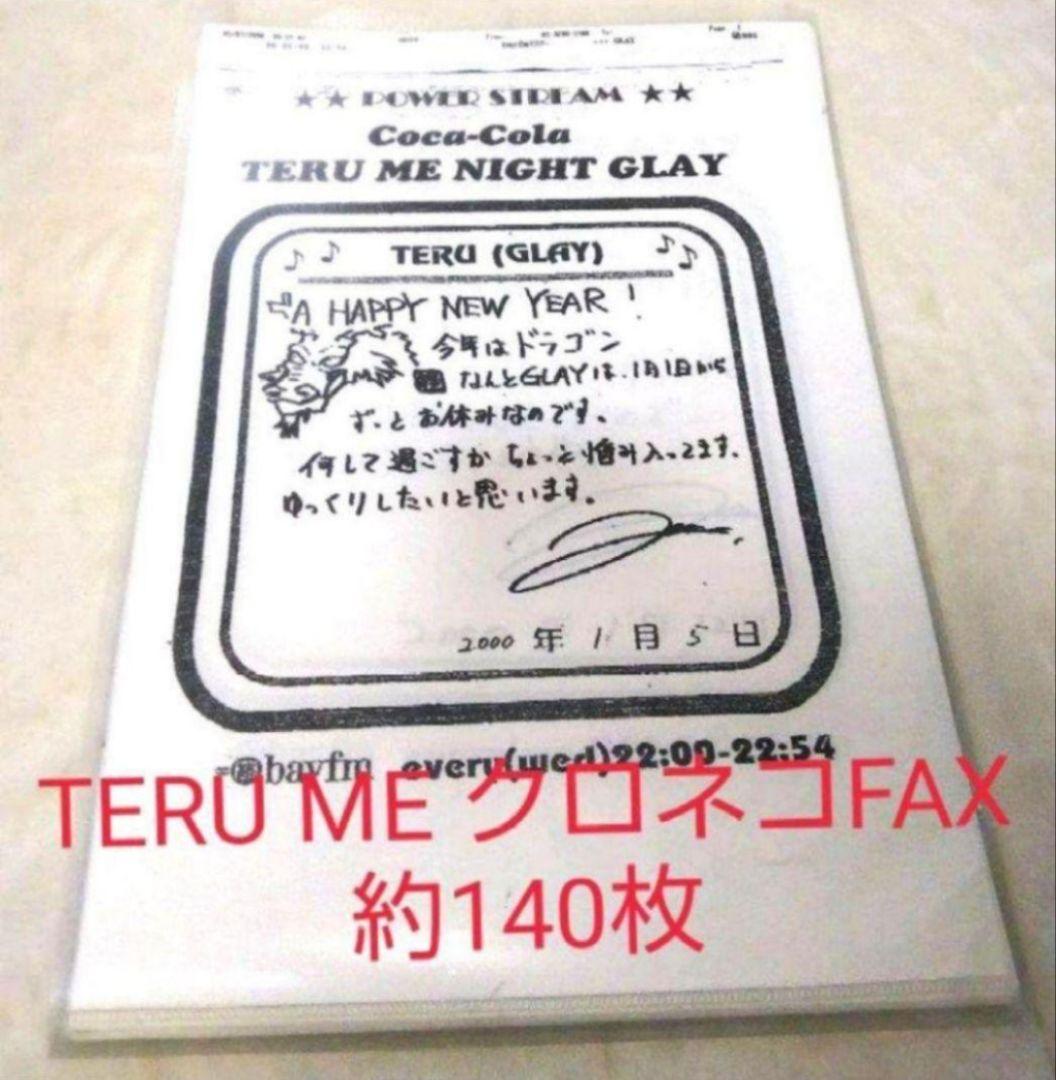 ★★ POWER STREAM ★★
Coca-Cola
TERU ME NIGHT GLAY
♪ ♪ TERU (GLAY) ♪ ♪
A HAPPY NEW YEAR !
今年はドラゴン
なんとGLAYは、1月1日から
ずっとお休みなのです。
何して過ごすか ちょっと悩み入ってます。
ゆっくりしたいと思います。
2000 年 1 月 5 日
bayfm every(wed)22:00-22:54
TERU ME クロネコFAX
約140枚